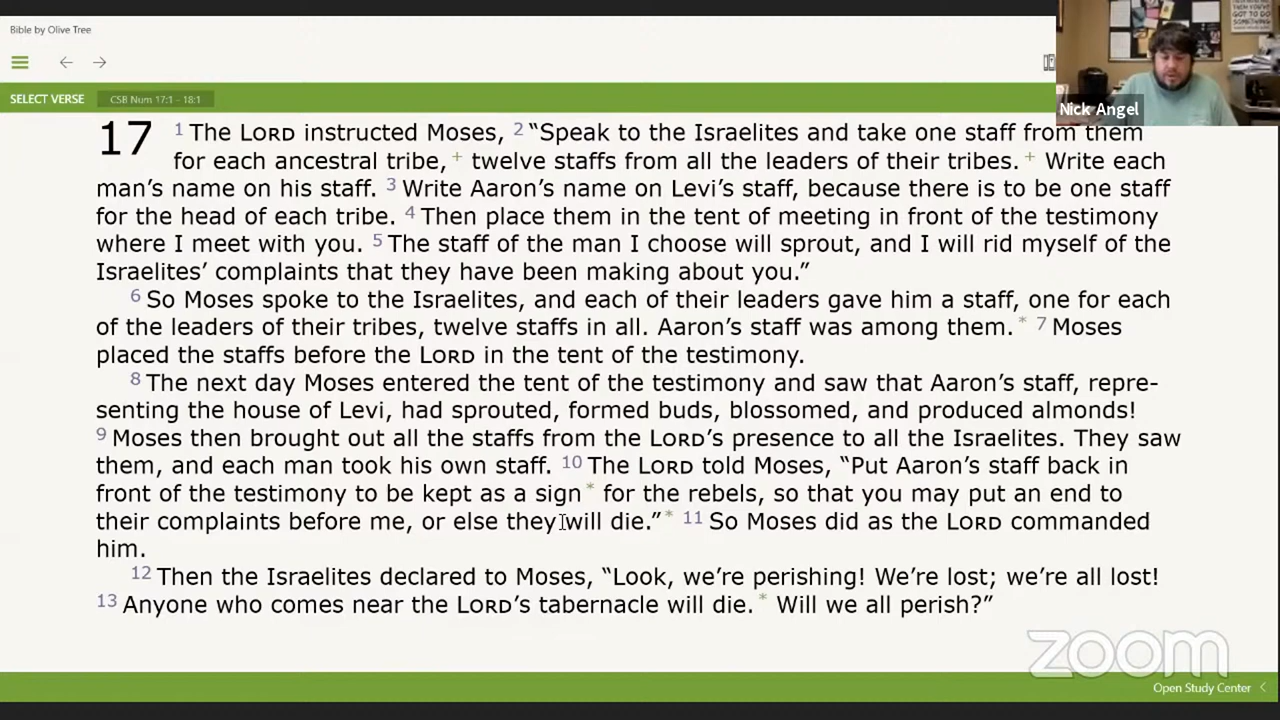 Bible by Olive Tree
GOT TO DO
SOMETHING
Nick Angel
SELECT VERSE CSB Num 17:1 - 18:1
17 1 The LORD instructed Moses, 2 “Speak to the Israelites and take one staff from them
for each ancestral tribe,+ twelve staffs from all the leaders of their tribes.+ Write each
man’s name on his staff. 3 Write Aaron’s name on Levi’s staff, because there is to be one staff
for the head of each tribe. 4 Then place them in the tent of meeting in front of the testimony
where I meet with you. 5 The staff of the man I choose will sprout, and I will rid myself of the
Israelites’ complaints that they have been making about you.”
6 So Moses spoke to the Israelites, and each of their leaders gave him a staff, one for each
of the leaders of their tribes, twelve staffs in all. Aaron’s staff was among them.* 7 Moses
placed the staffs before the LORD in the tent of the testimony.
8 The next day Moses entered the tent of the testimony and saw that Aaron’s staff, repre-
senting the house of Levi, had sprouted, formed buds, blossomed, and produced almonds!
9 Moses then brought out all the staffs from the LORD’s presence to all the Israelites. They saw
them, and each man took his own staff. 10 The LORD told Moses, “Put Aaron’s staff back in
front of the testimony to be kept as a sign* for the rebels, so that you may put an end to
their complaints before me, or else they will die.”* 11 So Moses did as the LORD commanded
him.
12 Then the Israelites declared to Moses, “Look, we’re perishing! We’re lost; we’re all lost!
13 Anyone who comes near the LORD’s tabernacle will die.* Will we all perish?”
zoom
Open Study Center